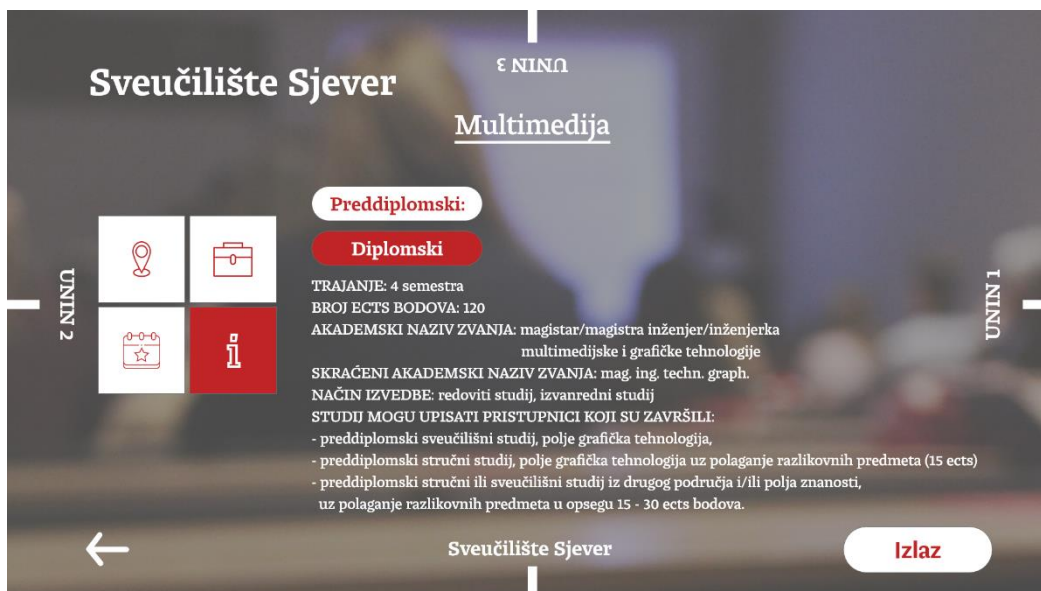 UNIN 3
Sveučilište Sjever
Multimedija
Preddiplomski:
Diplomski
UNIN 2
UNIN 1
TRAJANJE: 4 semestra
BROJ ECTS BODOVA: 120
AKADEMSKI NAZIV ZVANJA: magistar/magistra inženjer/inženjerka
multimedijske i grafičke tehnologije
SKRAĆENI AKADEMSKI NAZIV ZVANJA: mag. ing. techn. graph.
NAČIN IZVEDBE: redoviti studij, izvanredni studij
STUDIJ MOGU UPISATI PRISTUPNICI KOJI SU ZAVRŠILI:
- preddiplomski sveučilišni studij, polje grafička tehnologija,
- preddiplomski stručni studij, polje grafička tehnologija uz polaganje razlikovnih predmeta (15 ects)
- preddiplomski stručni ili sveučilišni studij iz drugog područja i/ili polja znanosti,
uz polaganje razlikovnih predmeta u opsegu 15 - 30 ects bodova.
Sveučilište Sjever
Izlaz